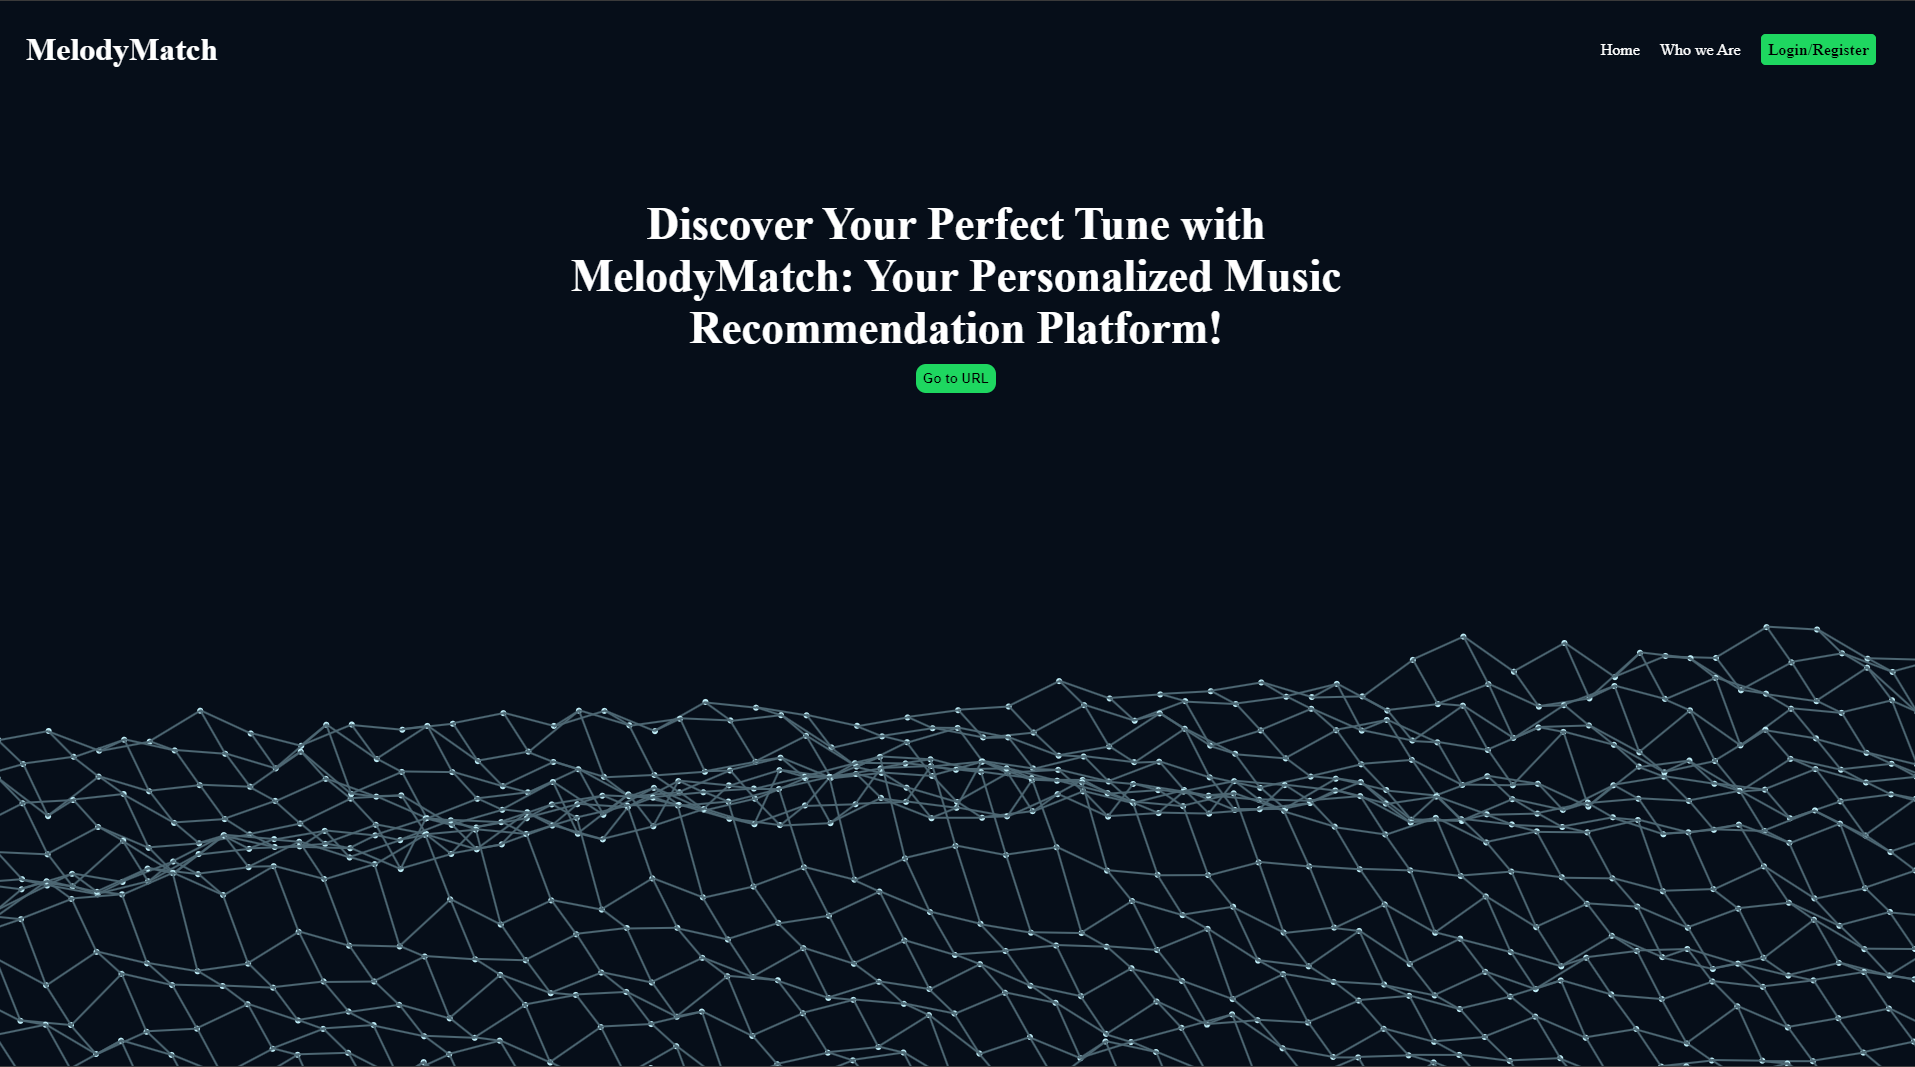 MelodyMatch
Home
Who we Are
Login/Register
Discover Your Perfect Tune with
MelodyMatch: Your Personalized Music
Recommendation Platform!
Go to URL